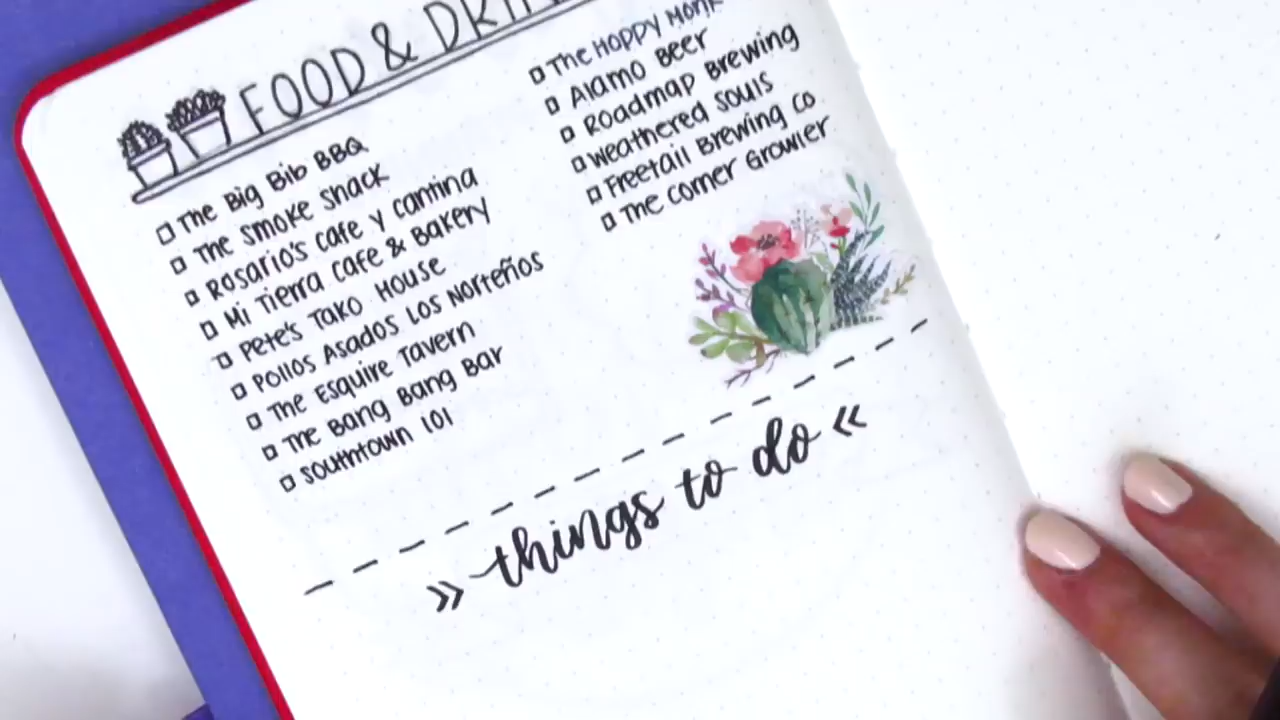 FOOD & DRINK
The Big Bib BBQ
The Smoke Shack
Rosario's Cafe y Cantina
Mi Tierra Cafe & Bakery
Pete's Tako House
Pollos Asados Los Norteños
The Esquire Tavern
The Bang Bang Bar
Southtown 101
The Hoppy Monk
Alamo Beer
Roadmap Brewing
Weathered Souls
Freetail Brewing Co
The Corner Growler
» things to do «